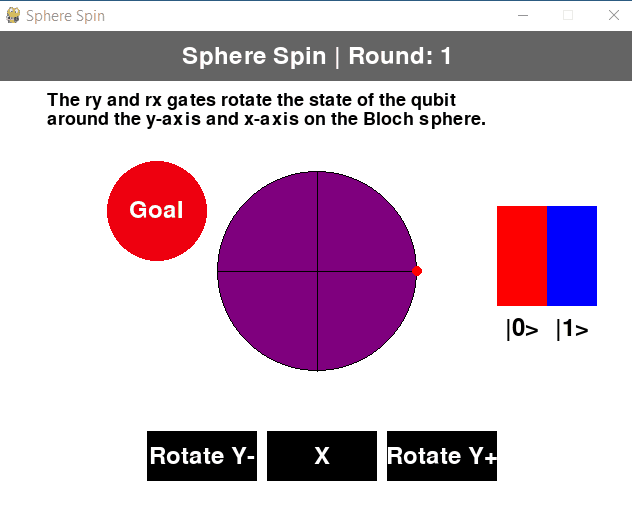 Sphere Spin
Sphere Spin | Round: 1
The ry and rx gates rotate the state of the qubit
around the y-axis and x-axis on the Bloch sphere.
Goal
|0> |1>
Rotate Y- X Rotate Y+